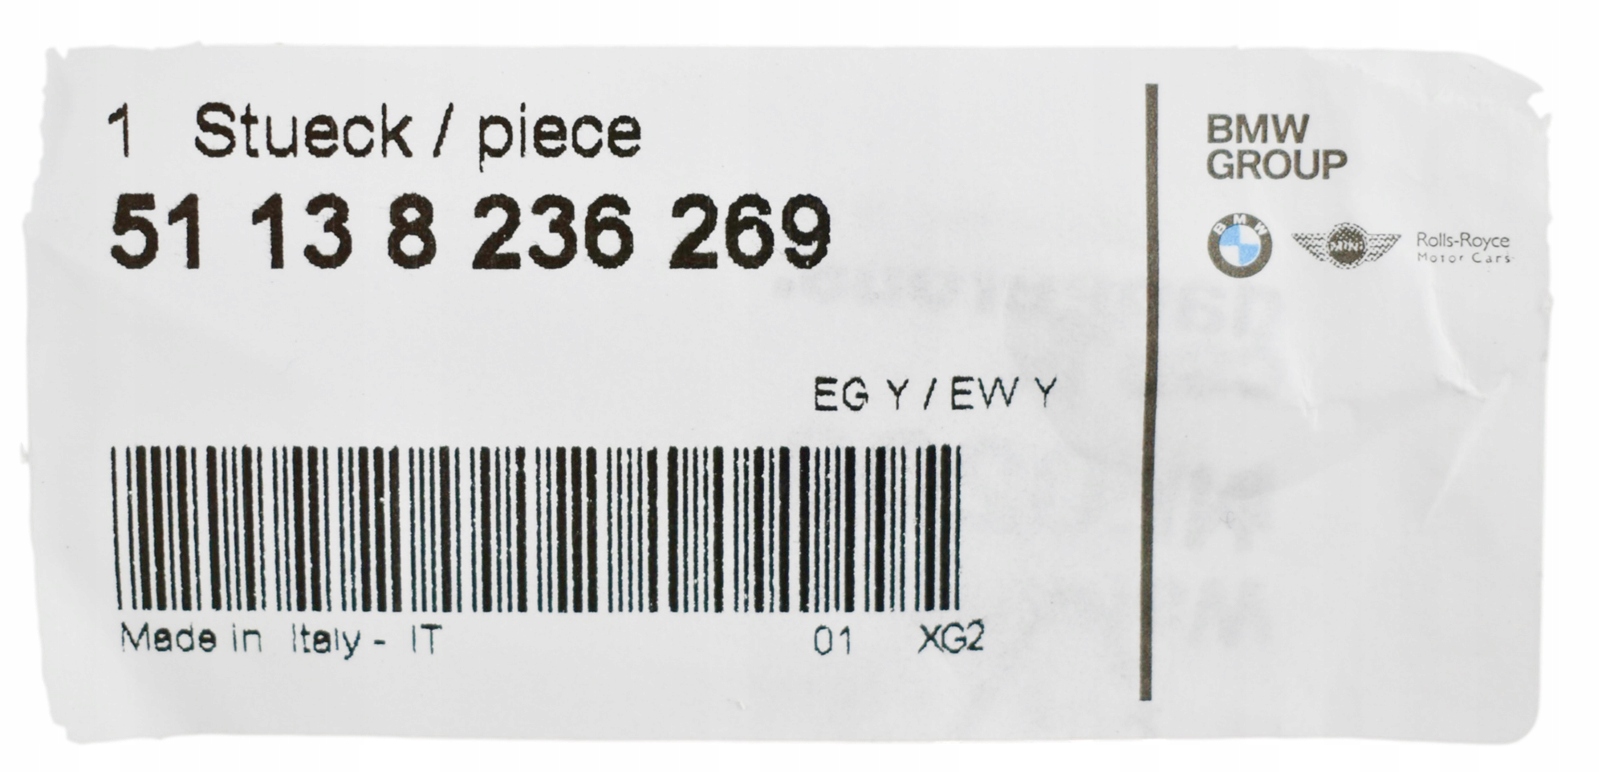 1 Stueck / piece
51 13 8 236 269
EG Y / EW Y
Made in Italy - IT 01 XG2
BMW
GROUP
BMW
MINI
Rolls-Royce
Motor Cars